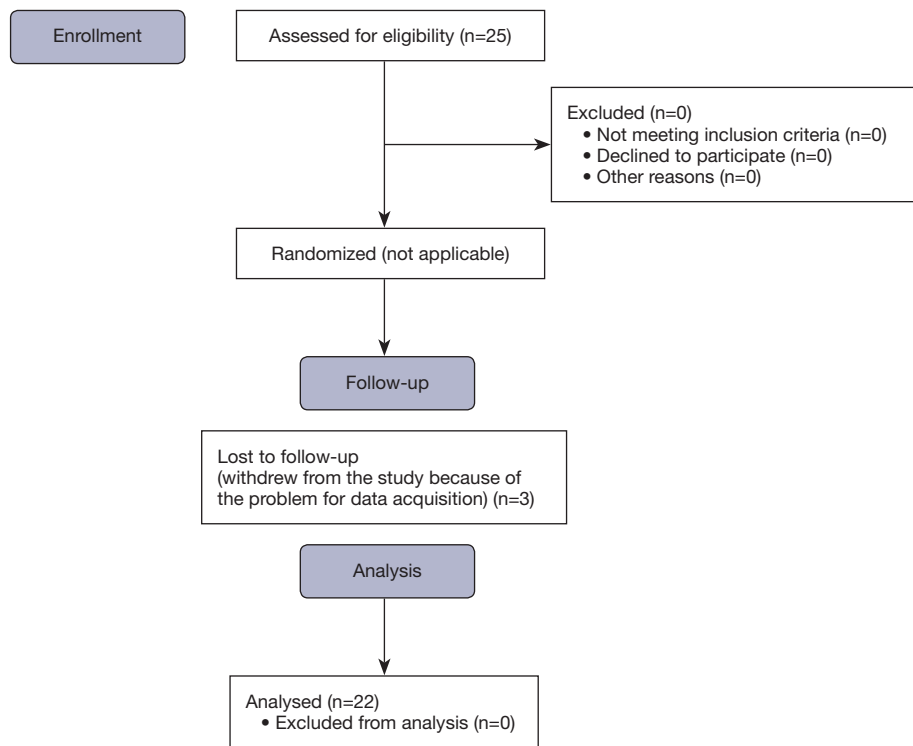 Enrollment
Assessed for eligibility (n=25)
Excluded (n=0)
• Not meeting inclusion criteria (n=0)
• Declined to participate (n=0)
• Other reasons (n=0)
Randomized (not applicable)
Follow-up
Lost to follow-up
(withdrew from the study because of
the problem for data acquisition) (n=3)
Analysis
Analysed (n=22)
• Excluded from analysis (n=0)